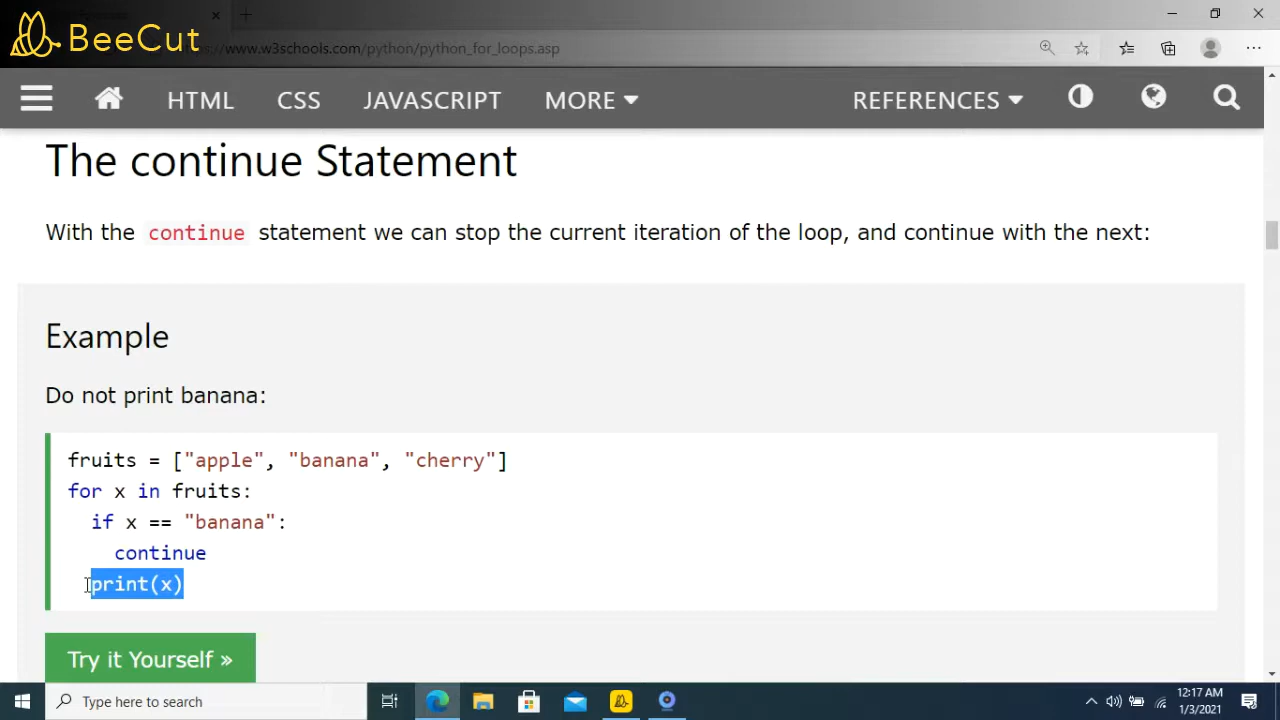 BeeCut
www.w3schools.com/python/python_for_loops.asp
HTML CSS JAVASCRIPT MORE REFERENCES
The continue Statement
With the continue statement we can stop the current iteration of the loop, and continue with the next:
Example
Do not print banana:
fruits = ["apple", "banana", "cherry"]
for x in fruits:
  if x == "banana":
    continue
  print(x)
Try it Yourself »
Type here to search
12:17 AM
1/3/2021